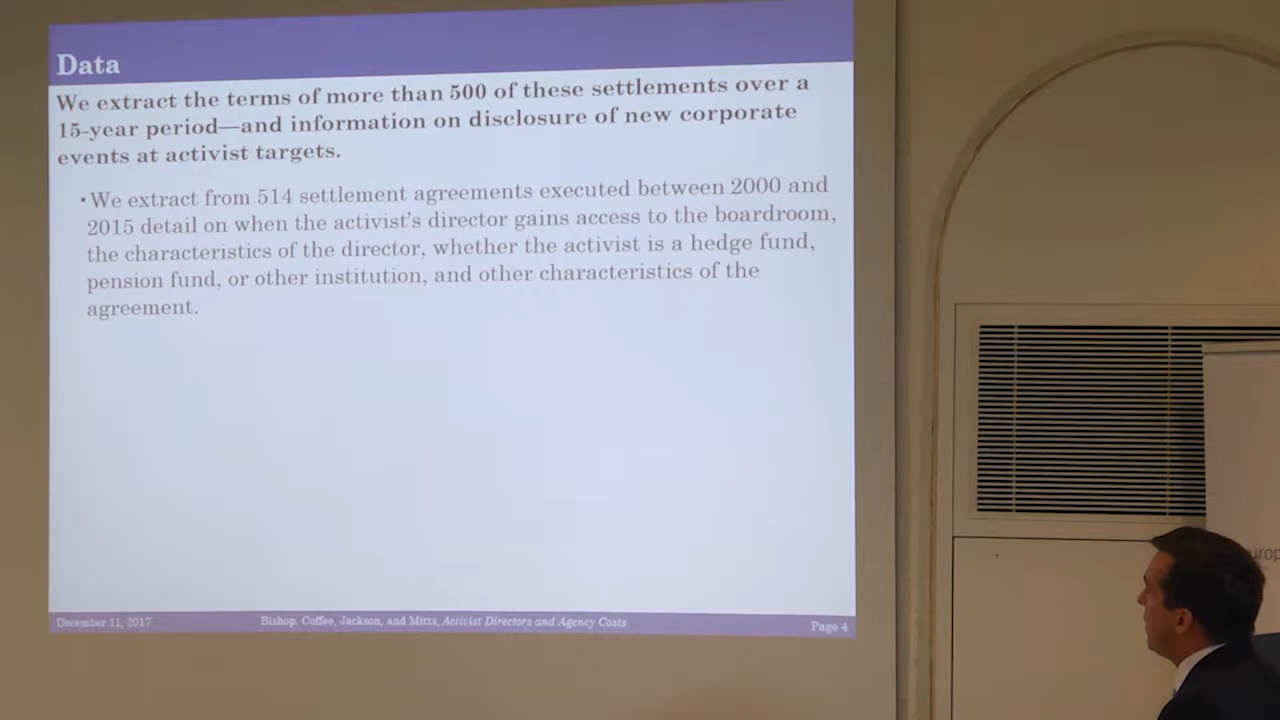 Data
We extract the terms of more than 500 of these settlements over a
15-year period—and information on disclosure of new corporate
events at activist targets.
• We extract from 514 settlement agreements executed between 2000 and
2015 detail on when the activist's director gains access to the boardroom,
the characteristics of the director, whether the activist is a hedge fund,
pension fund, or other institution, and other characteristics of the
agreement.
December 11, 2017
Bishop, Coffee, Jackson, and Mitts, Activist Directors and Agency Costs
Page 4